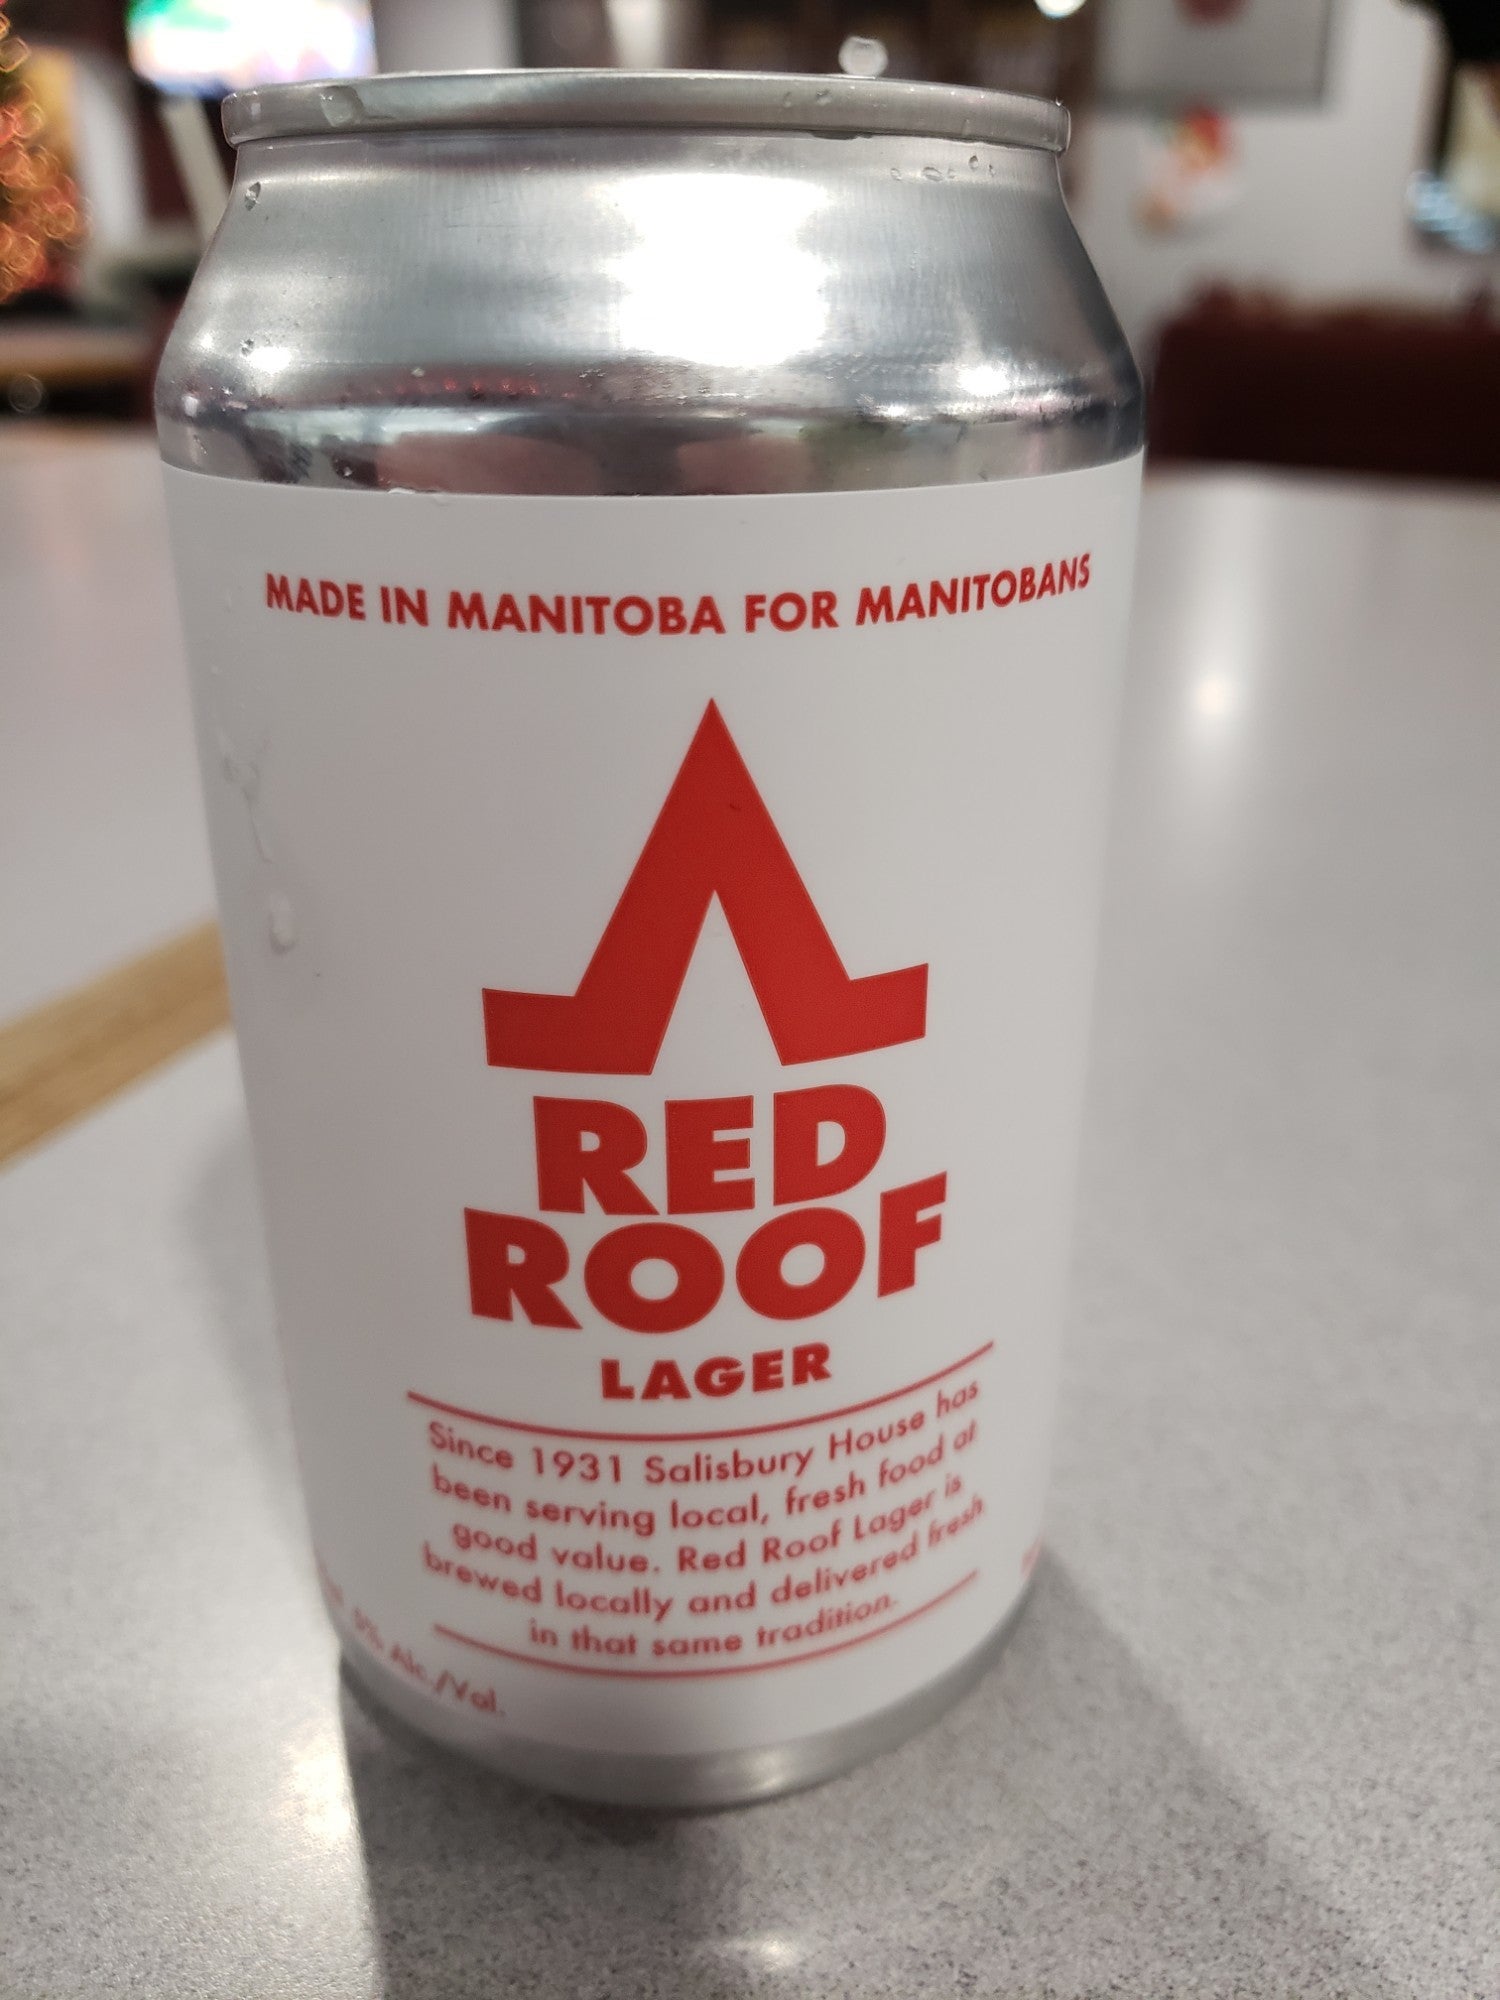 MADE IN MANITOBA FOR MANITOBANS
RED
ROOF
LAGER
Since 1931 Salisbury House has
been serving local, fresh food at
good value. Red Roof Lager is
brewed locally and delivered fresh
in that same tradition.
Alc./Vol.